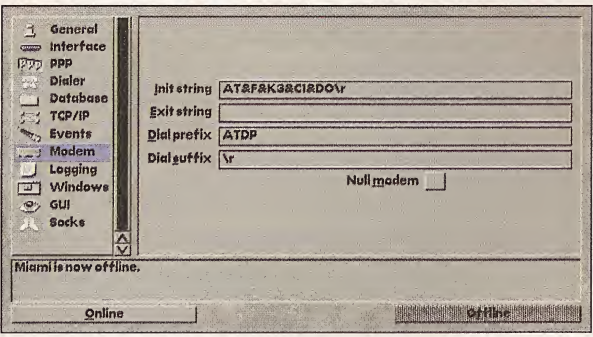 General
Interface
ppp PPP
Dialer
Database
TCP/IP
Events
Modem
Logging
Windows
GUI
Socks
Init string AT&F&K3&C1&D0\r
Exit string
Dial prefix ATDP
Dial suffix \r
Null modem
Miami is now offline.
Online
Offline